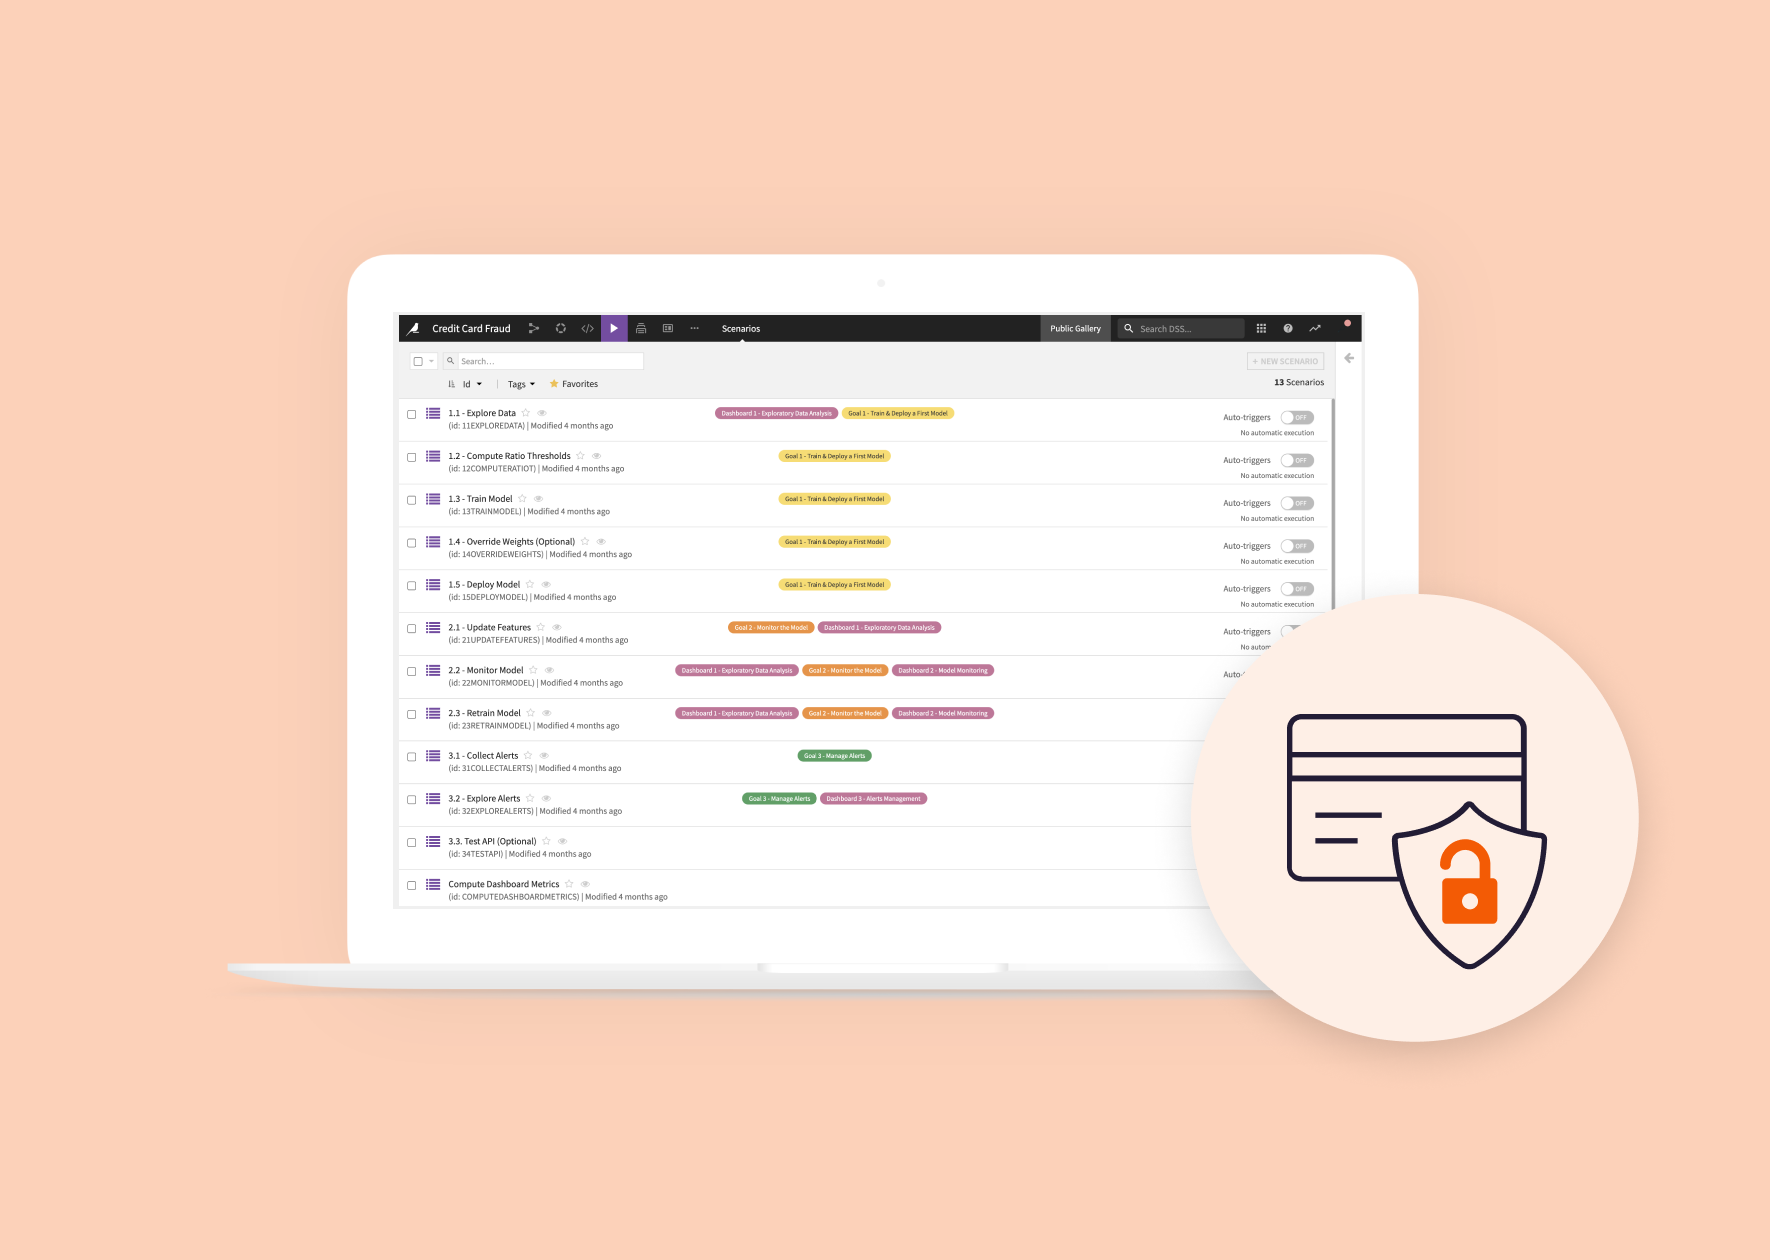 Credit Card Fraud
Scenarios
Public Gallery
Search DSS...
Search...
+ NEW SCENARIO
Id
Tags
Favorites
13 Scenarios
1.1 - Explore Data
Dashboard 1 - Exploratory Data Analysis
Goal 1 - Train & Deploy a First Model
Auto-triggers
OFF
(id: 11EXPLOREDATA) | Modified 4 months ago
No automatic execution
1.2 - Compute Ratio Thresholds
Goal 1 - Train & Deploy a First Model
Auto-triggers
OFF
(id: 12COMPUTERATIOT) | Modified 4 months ago
No automatic execution
1.3 - Train Model
Goal 1 - Train & Deploy a First Model
Auto-triggers
OFF
(id: 13TRAINMODEL) | Modified 4 months ago
No automatic execution
1.4 - Override Weights (Optional)
Goal 1 - Train & Deploy a First Model
Auto-triggers
OFF
(id: 14OVERRIDEWEIGHTS) | Modified 4 months ago
No automatic execution
1.5 - Deploy Model
Goal 1 - Train & Deploy a First Model
Auto-triggers
OFF
(id: 15DEPLOYMODEL) | Modified 4 months ago
No automatic execution
2.1 - Update Features
Goal 2 - Monitor the Model
Dashboard 1 - Exploratory Data Analysis
Auto-triggers
(id: 21UPDATEFEATURES) | Modified 4 months ago
No autom
2.2 - Monitor Model
Dashboard 1 - Exploratory Data Analysis
Goal 2 - Monitor the Model
Dashboard 2 - Model Monitoring
Auto-
(id: 22MONITORMODEL) | Modified 4 months ago
2.3 - Retrain Model
Dashboard 1 - Exploratory Data Analysis
Goal 2 - Monitor the Model
Dashboard 2 - Model Monitoring
(id: 23RETRAINMODEL) | Modified 4 months ago
3.1 - Collect Alerts
Goal 3 - Manage Alerts
(id: 31COLLECTALERTS) | Modified 4 months ago
3.2 - Explore Alerts
Goal 3 - Manage Alerts
Dashboard 3 - Alerts Management
(id: 32EXPLOREALERTS) | Modified 4 months ago
3.3. Test API (Optional)
(id: 34TESTAPI) | Modified 4 months ago
Compute Dashboard Metrics
(id: COMPUTEDASHBOARDMETRICS) | Modified 4 months ago